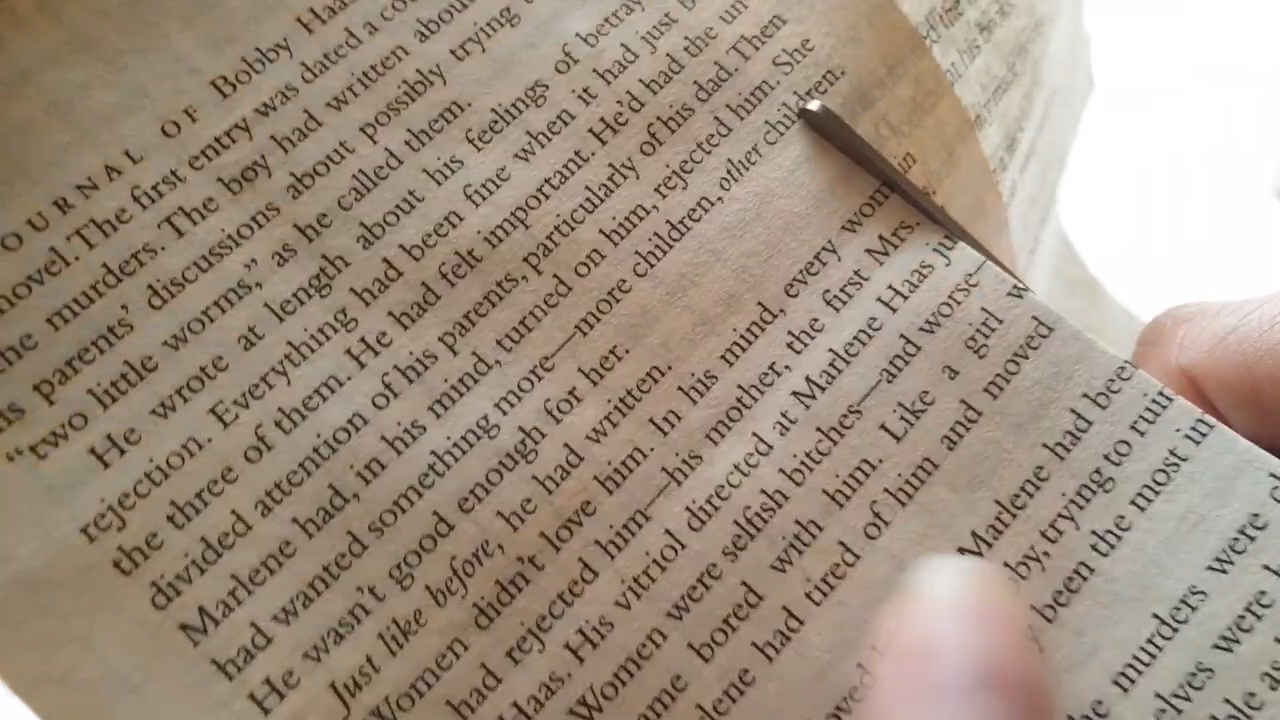 OURNAL OF Bobby Haas
novel. The first entry was dated a
the murders. The boy had written about
his parents' discussions about possibly trying
"two little worms," as he called them.
He wrote at length about his feelings of
rejection. Everything had been fine when it had just
the three of them. He had felt important. He'd had the
divided attention of his parents, particularly of his dad. Then
Marlene had, in his mind, turned on him, rejected him. She
had wanted something more—more children, other children.
He wasn't good enough for her.
Just like before, he had written.
Women didn't love him. In his mind, every woman in
had rejected him—his mother, the first Mrs.
Haas. His vitriol directed at Marlene Haas
Women were selfish bitches—and worse—
bored with him. Like a girl
had tired of him and moved
Marlene had been
trying to ruin
been the most in
murders were
were